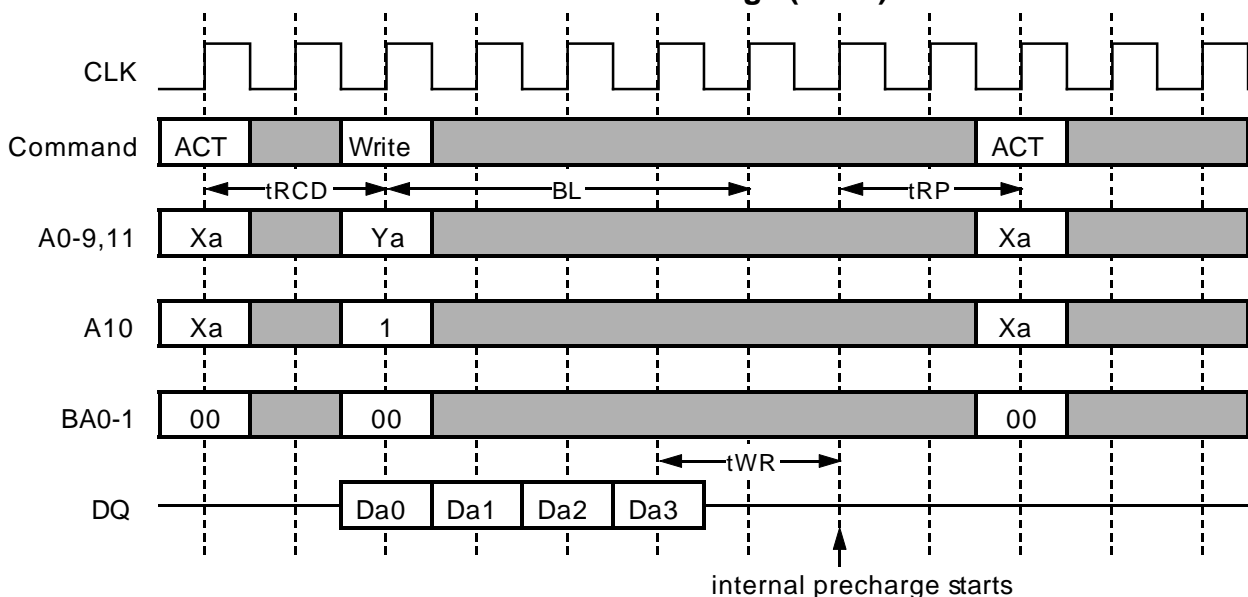 CLK
Command ACT Write ACT
tRCD BL tRP
A0-9,11 Xa Ya Xa
A10 Xa 1 Xa
BA0-1 00 00 00
tWR
DQ Da0 Da1 Da2 Da3
internal precharge starts